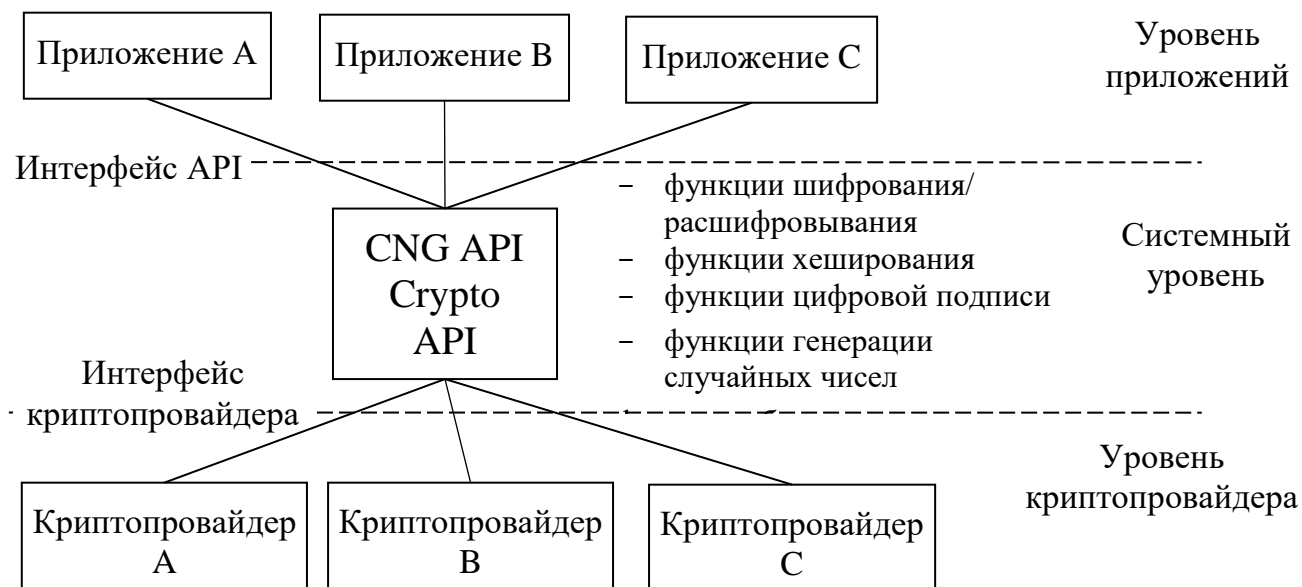 Приложение A
Приложение B
Приложение C
Уровень
приложений
Интерфейс API
– функции шифрования/
расшифровывания
– функции хеширования
– функции цифровой подписи
– функции генерации
случайных чисел
CNG API
Crypto
API
Системный
уровень
Интерфейс
криптопровайдера
Уровень
криптопровайдера
Криптопровайдер
A
Криптопровайдер
B
Криптопровайдер
C